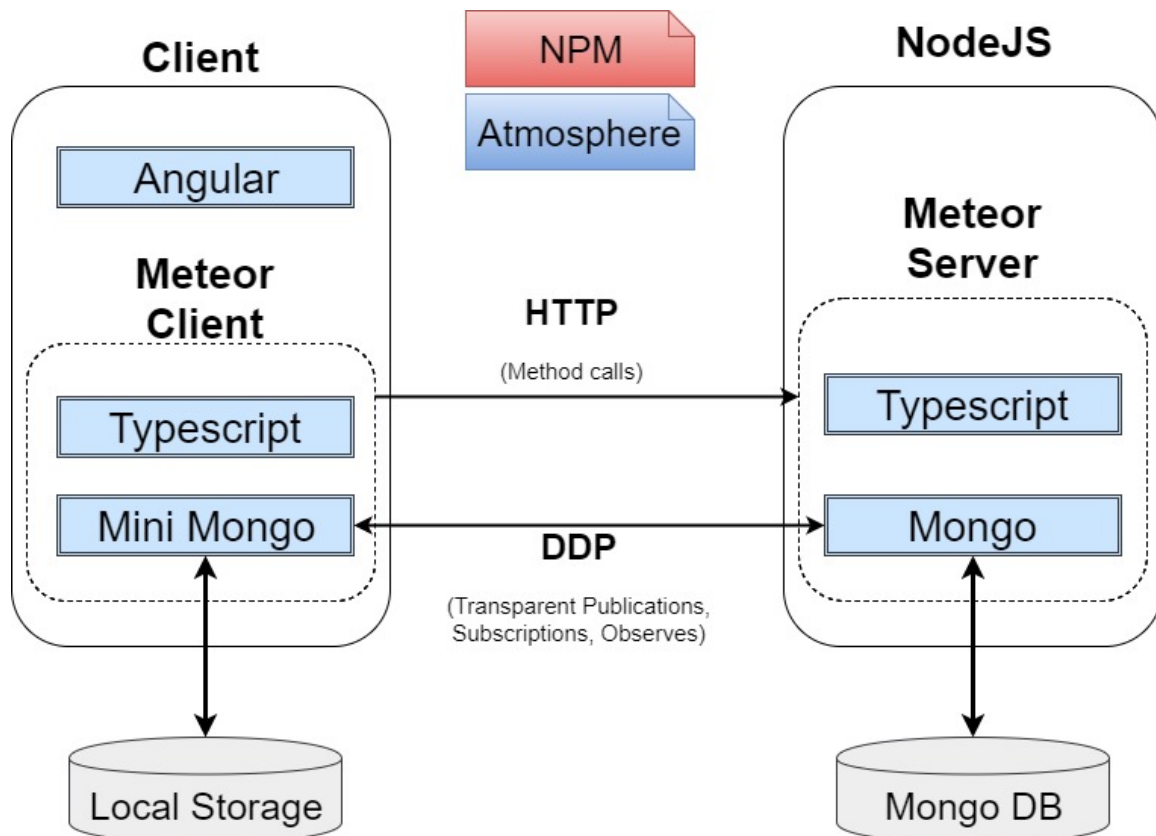 Client
NPM
NodeJS
Atmosphere
Angular
Meteor
Client
Meteor
Server
HTTP
(Method calls)
Typescript
Typescript
Mini Mongo
Mongo
DDP
(Transparent Publications,
Subscriptions, Observes)
Local Storage
Mongo DB